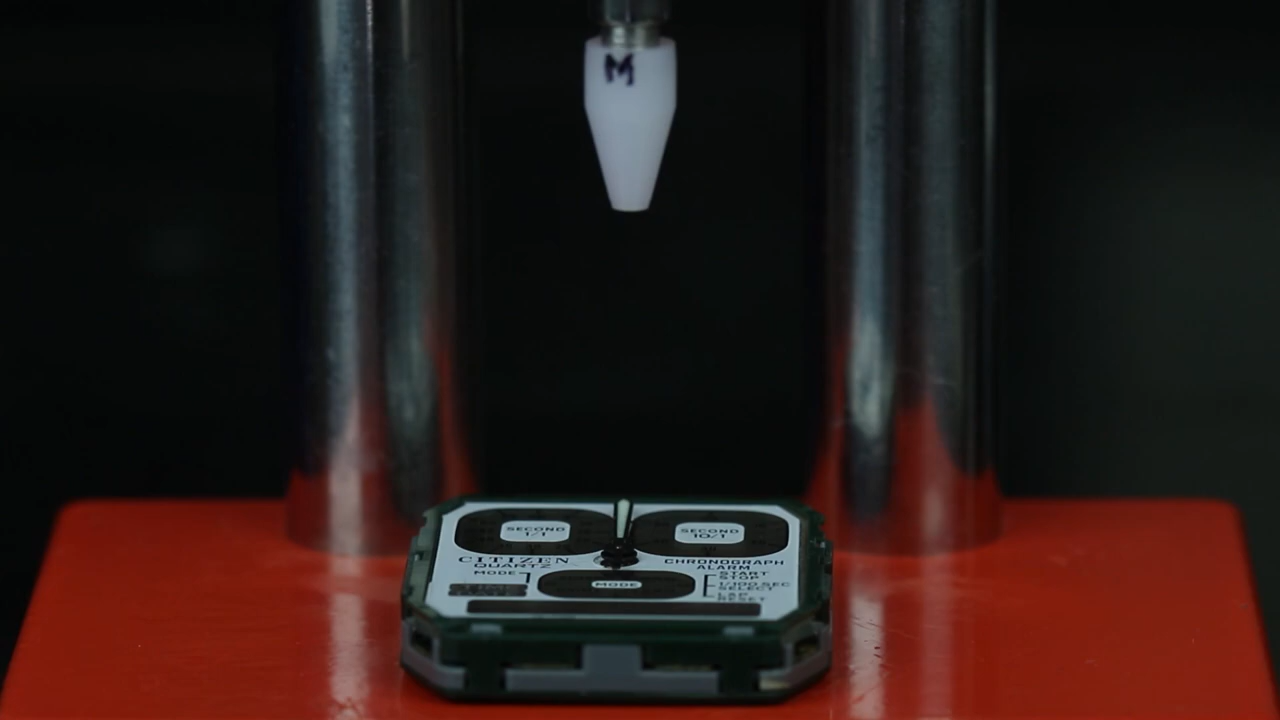 M
SECOND
1/1
SECOND
10/1
CITIZEN
QUARTZ
CHRONOGRAPH
ALARM
MODE
MODE
START
STOP
1/100 SEC
SELECT
LAP
RESET